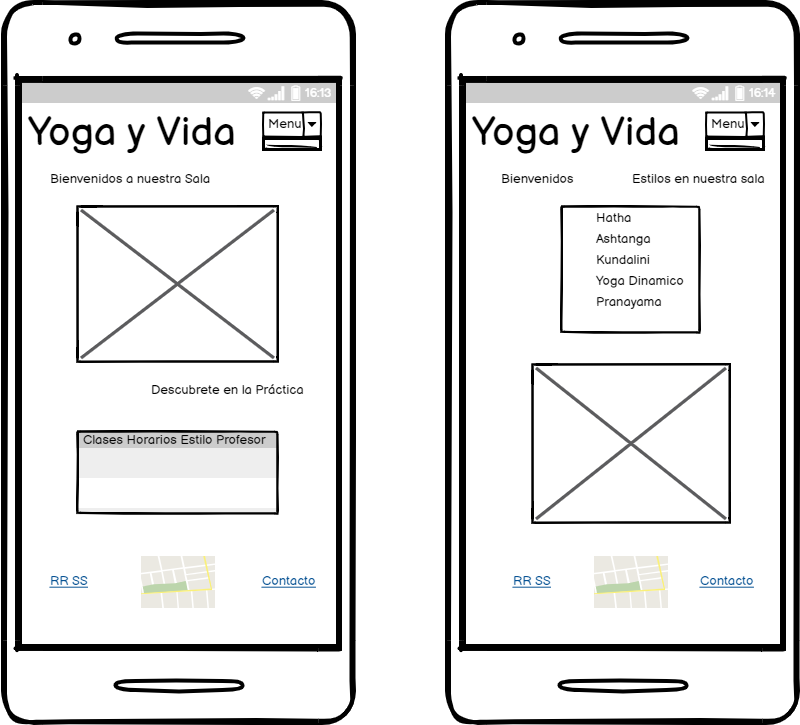 16:13
Yoga y Vida
Menu
Bienvenidos a nuestra Sala
Descubrete en la Práctica
Clases Horarios Estilo Profesor
RR SS
Contacto
16:14
Yoga y Vida
Menu
Bienvenidos
Estilos en nuestra sala
Hatha
Ashtanga
Kundalini
Yoga Dinamico
Pranayama
RR SS
Contacto